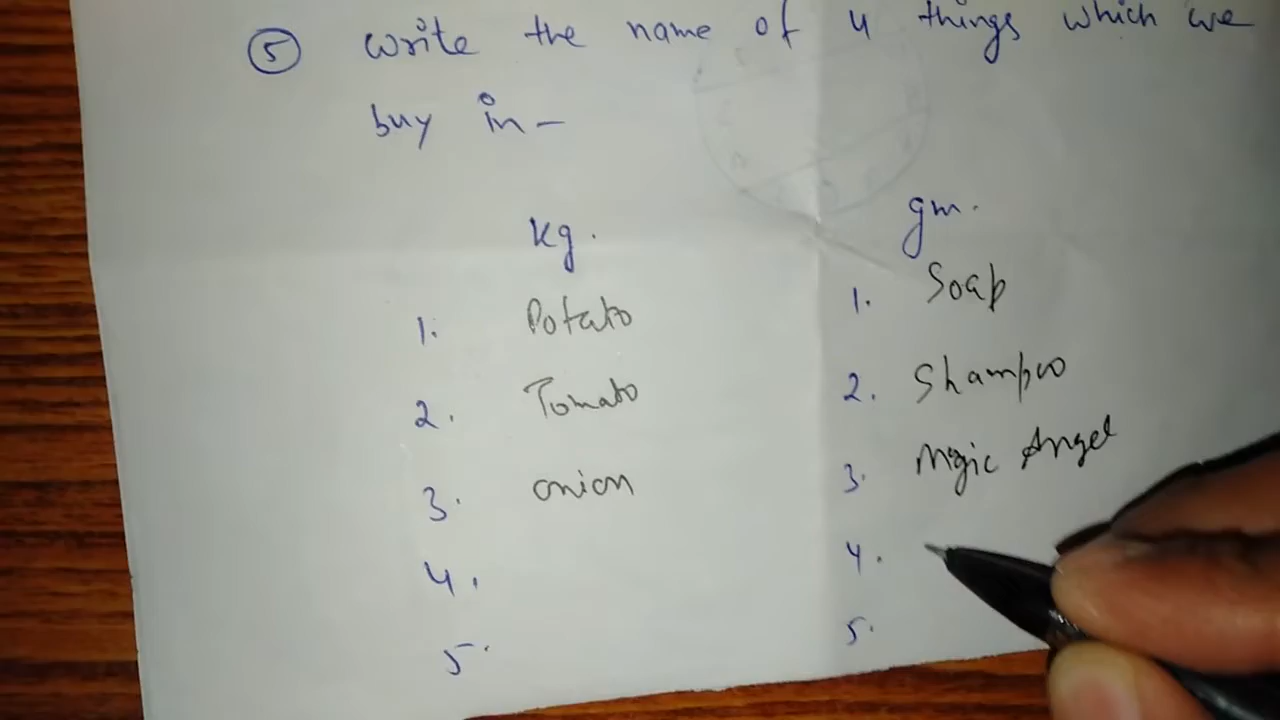 5 write the name of 4 things which we
buy in -
kg. gm.
1. Potato 1. Soap
2. Tomato 2. Shampoo
3. onion 3. Mgic Angel
4. 4.
5. 5.